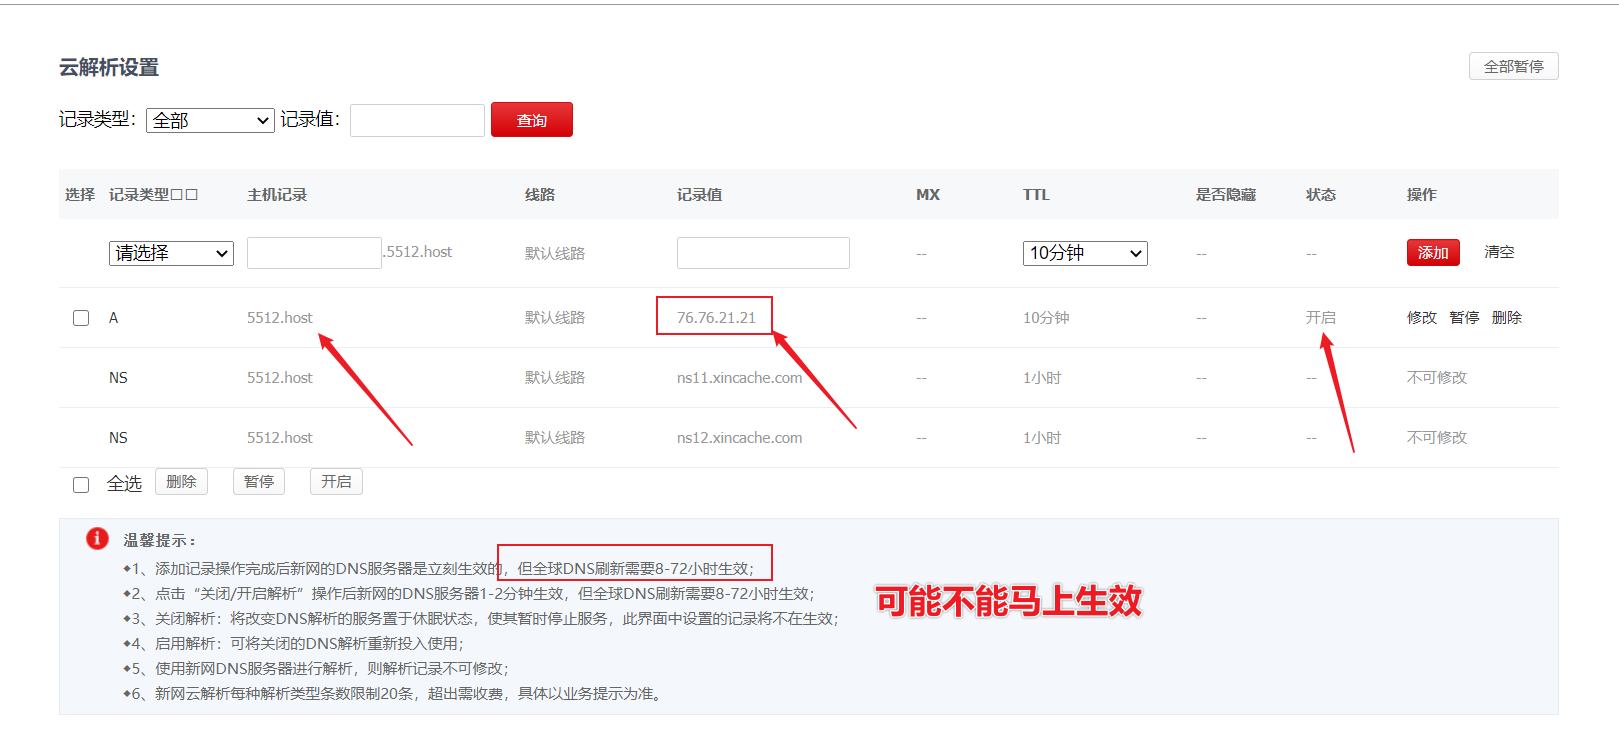 云解析设置
全部暂停
记录类型： 全部 记录值： 查询
选择 记录类型□□ 主机记录 线路 记录值 MX TTL 是否隐藏 状态 操作
请选择 .5512.host 默认线路 -- 10分钟 -- -- 添加 清空
A 5512.host 默认线路 76.76.21.21 -- 10分钟 -- 开启 修改 暂停 删除
NS 5512.host 默认线路 ns11.xincache.com -- 1小时 -- -- 不可修改
NS 5512.host 默认线路 ns12.xincache.com -- 1小时 -- -- 不可修改
全选 删除 暂停 开启
温馨提示：
◆1、添加记录操作完成后新网的DNS服务器是立刻生效的，但全球DNS刷新需要8-72小时生效；
◆2、点击“关闭/开启解析”操作后新网的DNS服务器1-2分钟生效，但全球DNS刷新需要8-72小时生效；
可能不能马上生效
◆3、关闭解析：将改变DNS解析的服务置于休眠状态，使其暂时停止服务，此界面中设置的记录将不在生效；
◆4、启用解析：可将关闭的DNS解析重新投入使用；
◆5、使用新网DNS服务器进行解析，则解析记录不可修改；
◆6、新网云解析每种解析类型条数限制20条，超出需收费，具体以业务提示为准。